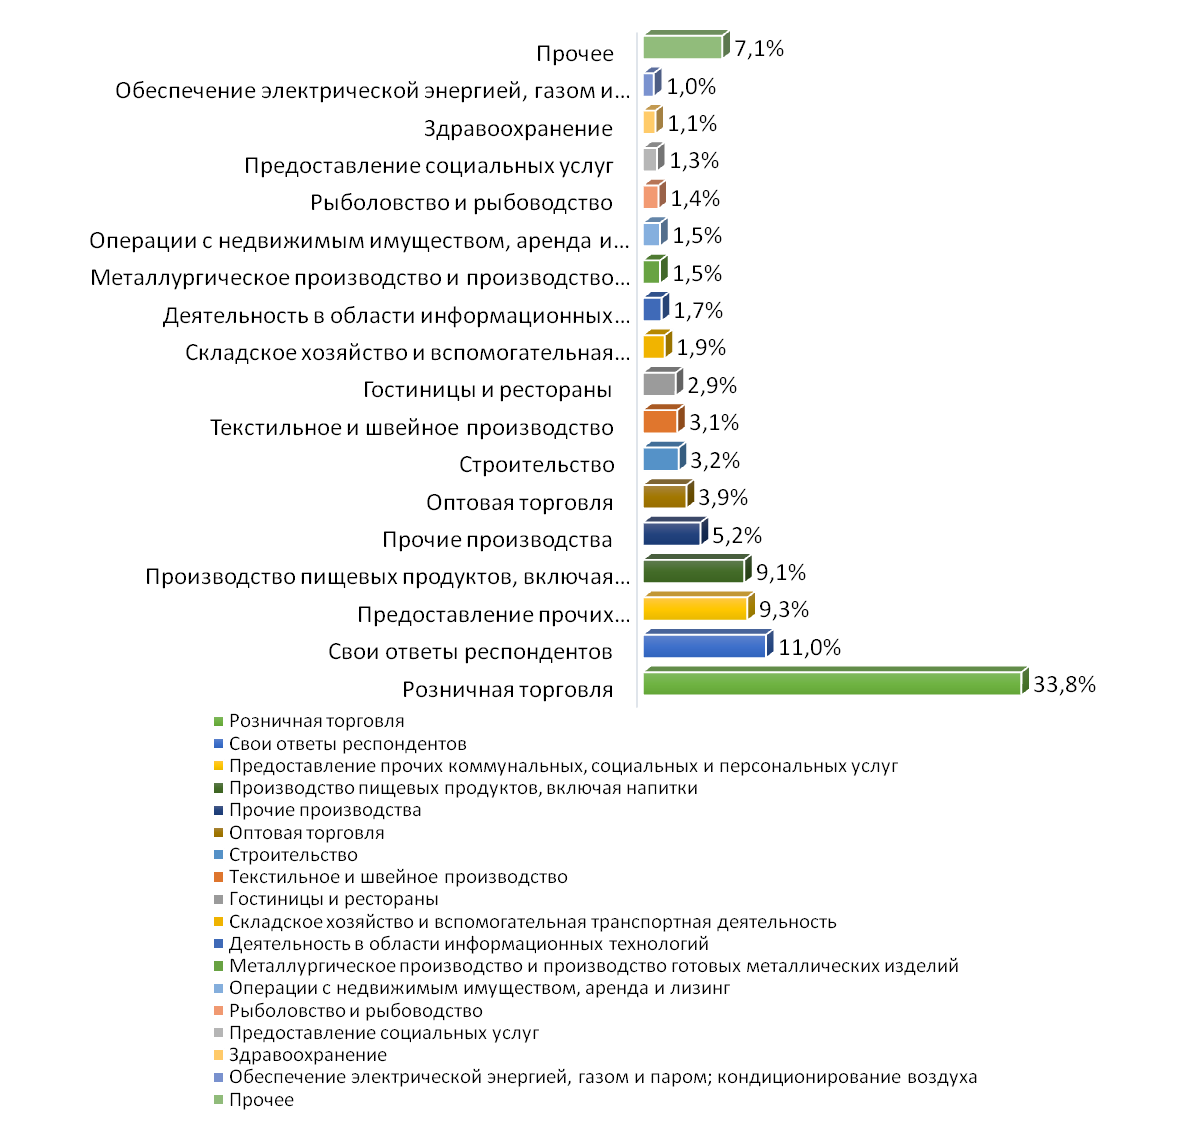 Прочее 7,1%
Обеспечение электрической энергией, газом и... 1,0%
Здравоохранение 1,1%
Предоставление социальных услуг 1,3%
Рыболовство и рыбоводство 1,4%
Операции с недвижимым имуществом, аренда и... 1,5%
Металлургическое производство и производство... 1,5%
Деятельность в области информационных... 1,7%
Складское хозяйство и вспомогательная... 1,9%
Гостиницы и рестораны 2,9%
Текстильное и швейное производство 3,1%
Строительство 3,2%
Оптовая торговля 3,9%
Прочие производства 5,2%
Производство пищевых продуктов, включая... 9,1%
Предоставление прочих... 9,3%
Свои ответы респондентов 11,0%
Розничная торговля 33,8%
Розничная торговля
Свои ответы респондентов
Предоставление прочих коммунальных, социальных и персональных услуг
Производство пищевых продуктов, включая напитки
Прочие производства
Оптовая торговля
Строительство
Текстильное и швейное производство
Гостиницы и рестораны
Складское хозяйство и вспомогательная транспортная деятельность
Деятельность в области информационных технологий
Металлургическое производство и производство готовых металлических изделий
Операции с недвижимым имуществом, аренда и лизинг
Рыболовство и рыбоводство
Предоставление социальных услуг
Здравоохранение
Обеспечение электрической энергией, газом и паром; кондиционирование воздуха
Прочее